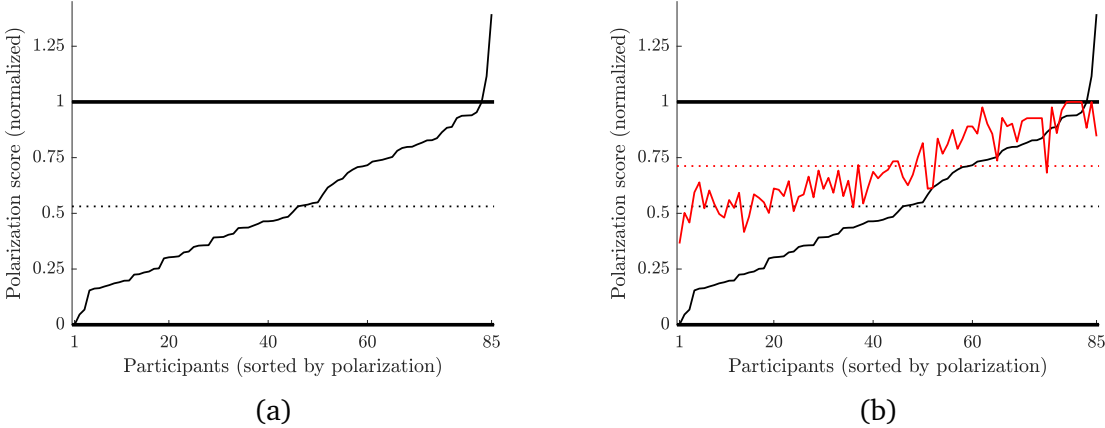 1.25
1
0.75
0.5
0.25
0
Polarization score (normalized)
1 20 40 60 85
Participants (sorted by polarization)
(a)
1.25
1
0.75
0.5
0.25
0
Polarization score (normalized)
1 20 40 60 85
Participants (sorted by polarization)
(b)